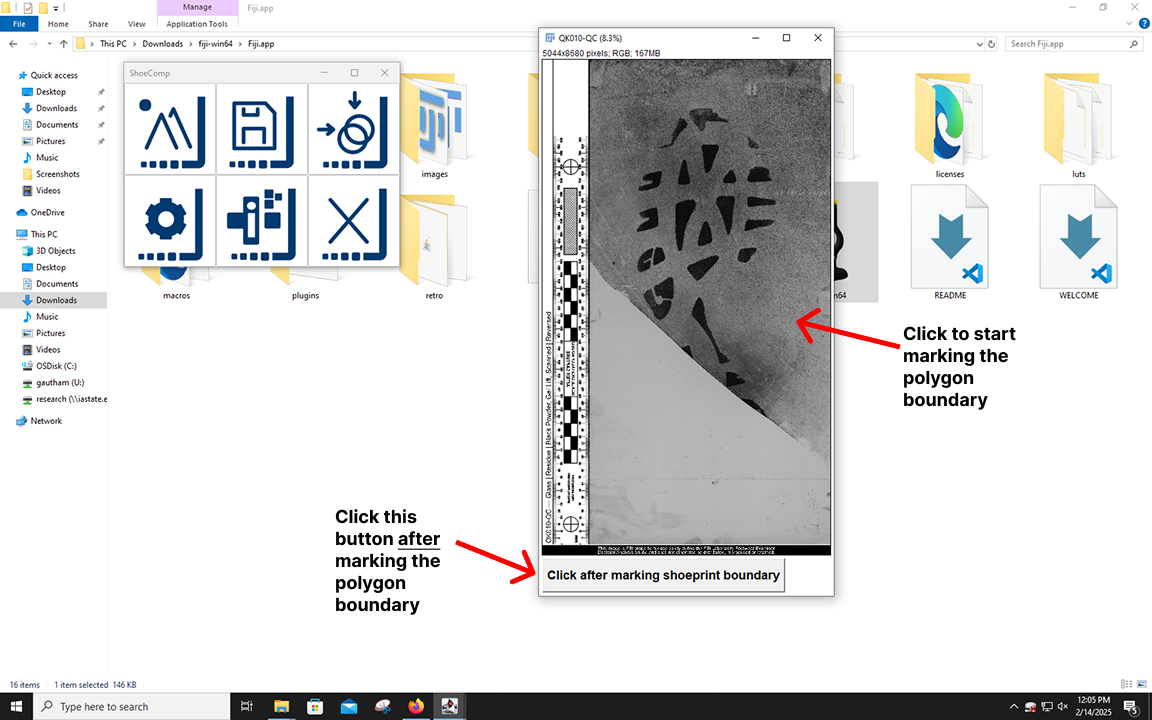 Manage
Fiji.app
File
Home
Share
View
Application Tools
This PC
Downloads
fiji-win64
Fiji.app
Search Fiji.app
Quick access
Desktop
Downloads
Documents
Pictures
Music
Screenshots
Videos
OneDrive
This PC
3D Objects
Desktop
Documents
Downloads
Music
Pictures
Videos
OSDisk (C:)
gautham (U:)
research (\\iastate.e
Network
ShoeComp
images
licenses
luts
macros
plugins
retro
n64
README
WELCOME
QK010-QC (8.3%)
5044x8680 pixels; RGB; 167MB
QK010-QC --- Glass | Residue | Black Powder, Gel Lift, Scanned | Reversed
Click after marking shoeprint boundary
Click to start
marking the
polygon
boundary
Click this
button after
marking the
polygon
boundary
16 items
1 item selected 146 KB
Type here to search
12:05 PM
2/14/2025
5